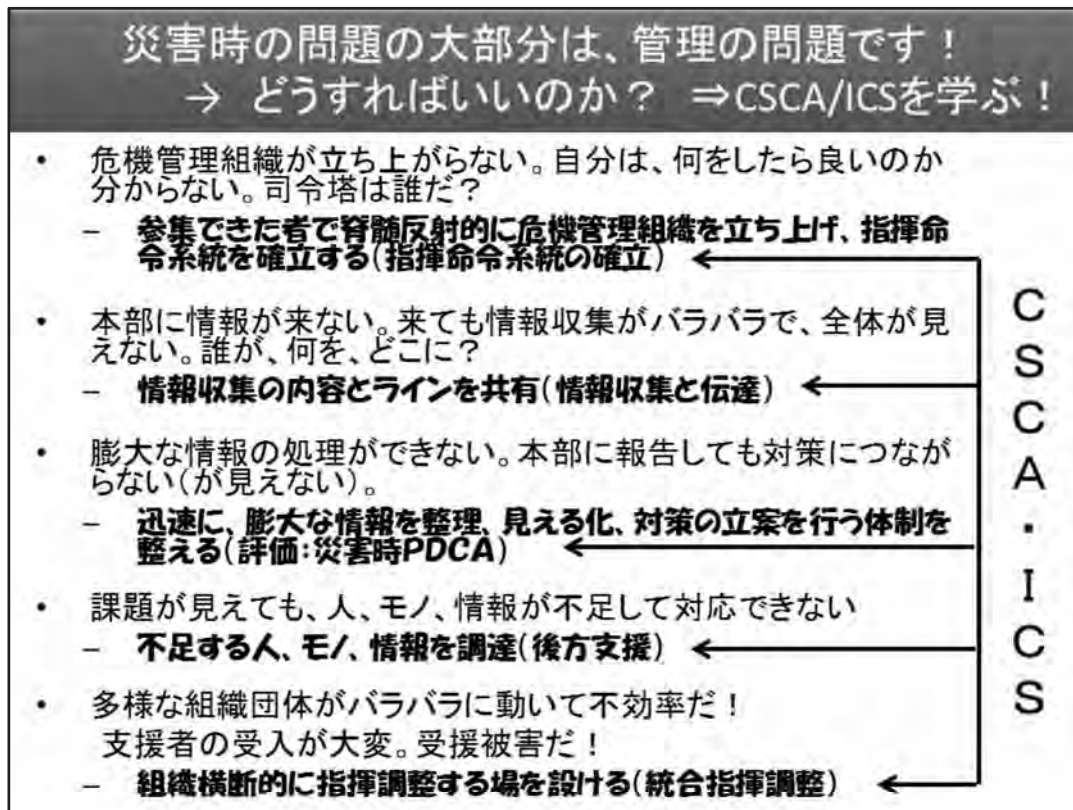 災害時の問題の大部分は、管理の問題です！
→ どうすればいいのか？ ⇒CSCA/ICSを学ぶ！
• 危機管理組織が立ち上がらない。自分は、何をしたら良いのか
分からない。司令塔は誰だ？
– 参集できた者で脊髄反射的に危機管理組織を立ち上げ、指揮命
令系統を確立する(指揮命令系統の確立)
• 本部に情報が来ない。来ても情報収集がバラバラで、全体が見
えない。誰が、何を、どこに？
– 情報収集の内容とラインを共有(情報収集と伝達)
• 膨大な情報の処理ができない。本部に報告しても対策につなが
らない(が見えない)。
– 迅速に、膨大な情報を整理、見える化、対策の立案を行う体制を
整える(評価：災害時PDCA)
• 課題が見えても、人、モノ、情報が不足して対応できない
– 不足する人、モノ、情報を調達(後方支援)
• 多様な組織団体がバラバラに動いて不効率だ！
支援者の受入が大変。受援被害だ！
– 組織横断的に指揮調整する場を設ける(統合指揮調整)
CSCA・ICS